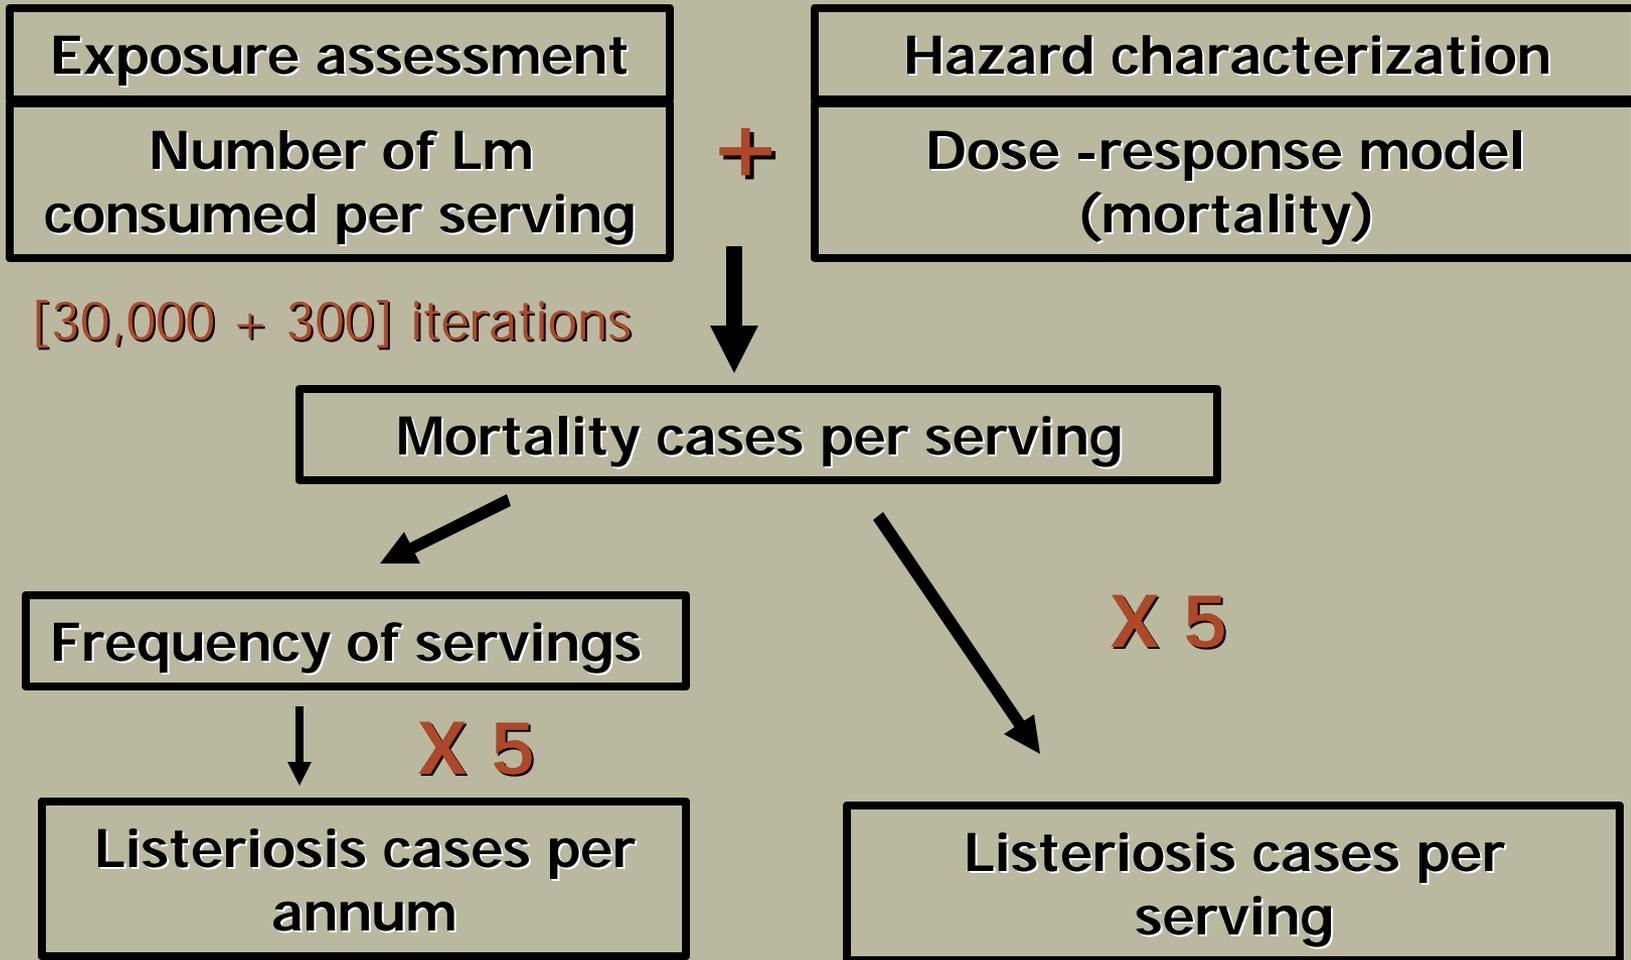 Exposure assessment
Hazard characterization
Number of Lm
consumed per serving
+
Dose -response model
(mortality)
[30,000 + 300] iterations
Mortality cases per serving
Frequency of servings
X 5
X 5
Listeriosis cases per
annum
Listeriosis cases per
serving